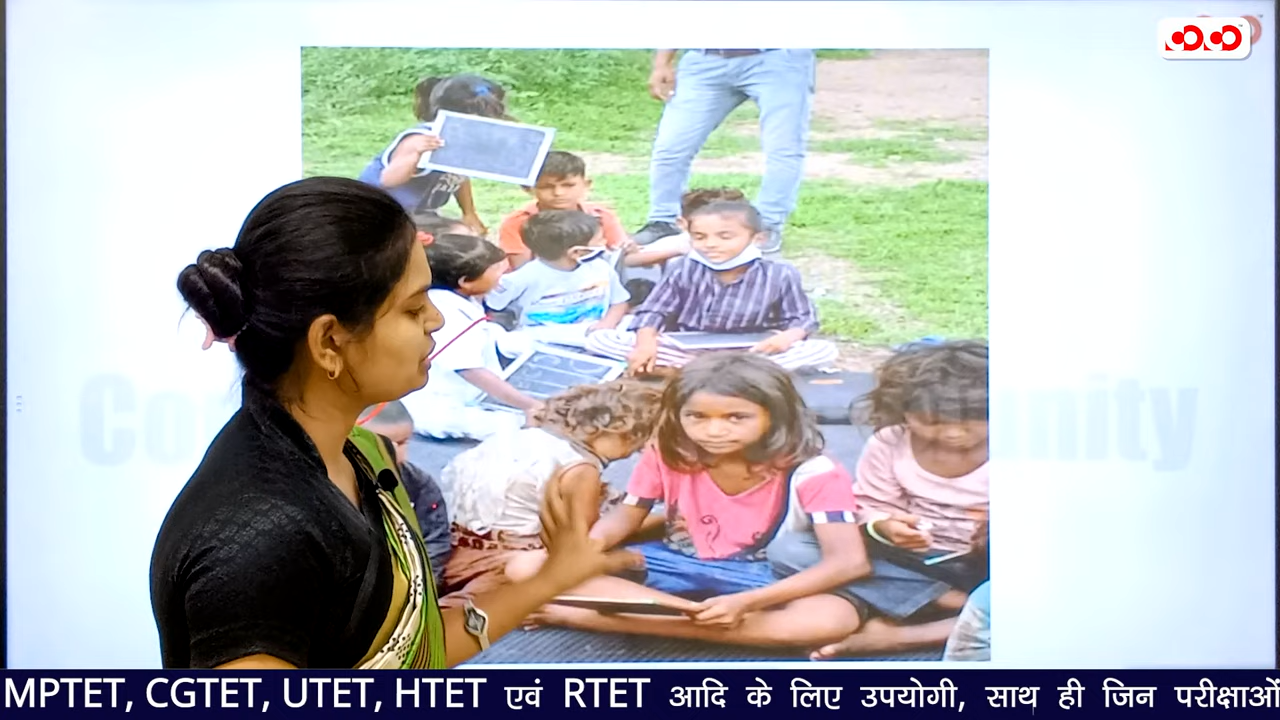 MPTET, CGTET, UTET, HTET एवं RTET आदि के लिए उपयोगी, साथ ही जिन परीक्षाओं